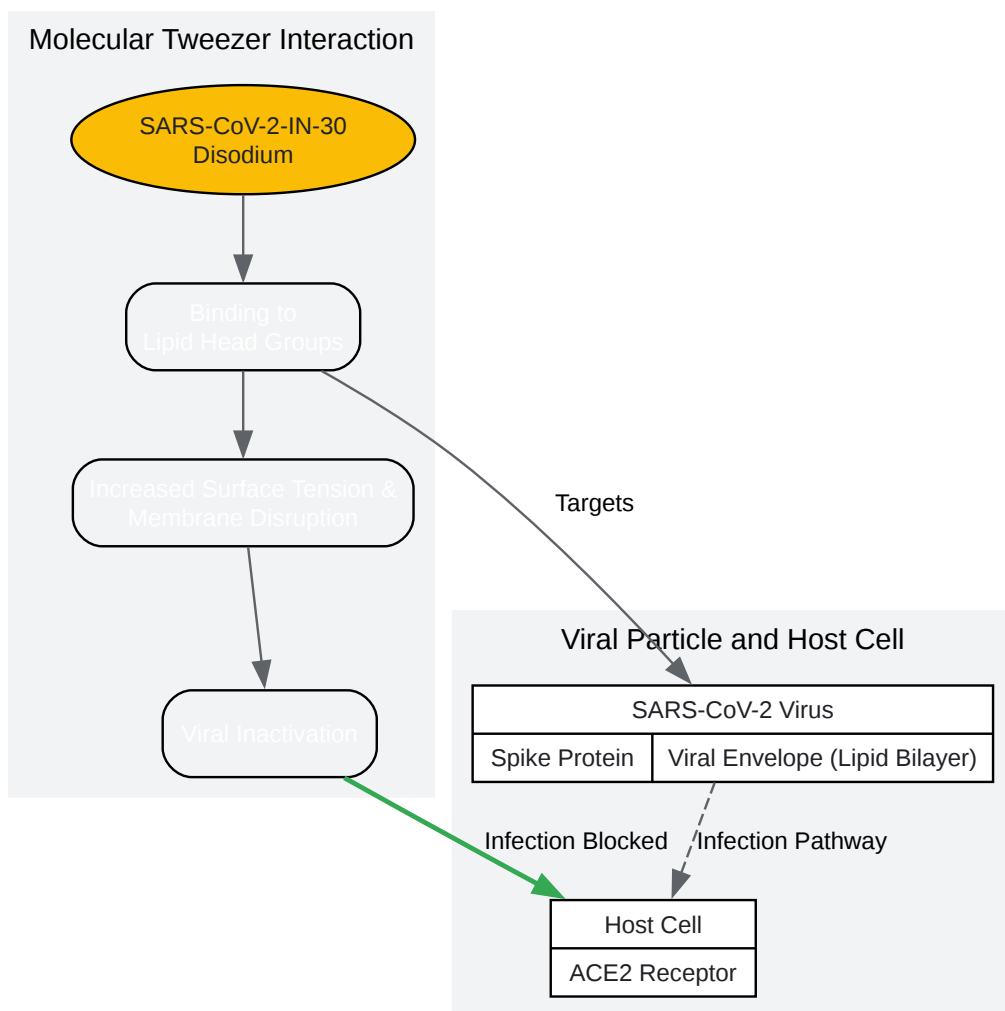 Molecular Tweezer Interaction
SARS-CoV-2-IN-30
Disodium
Binding to
Lipid Head Groups
Increased Surface Tension &
Membrane Disruption
Targets
Viral Particle and Host Cell
SARS-CoV-2 Virus
Spike Protein
Viral Envelope (Lipid Bilayer)
Viral Inactivation
Infection Blocked
Infection Pathway
Host Cell
ACE2 Receptor